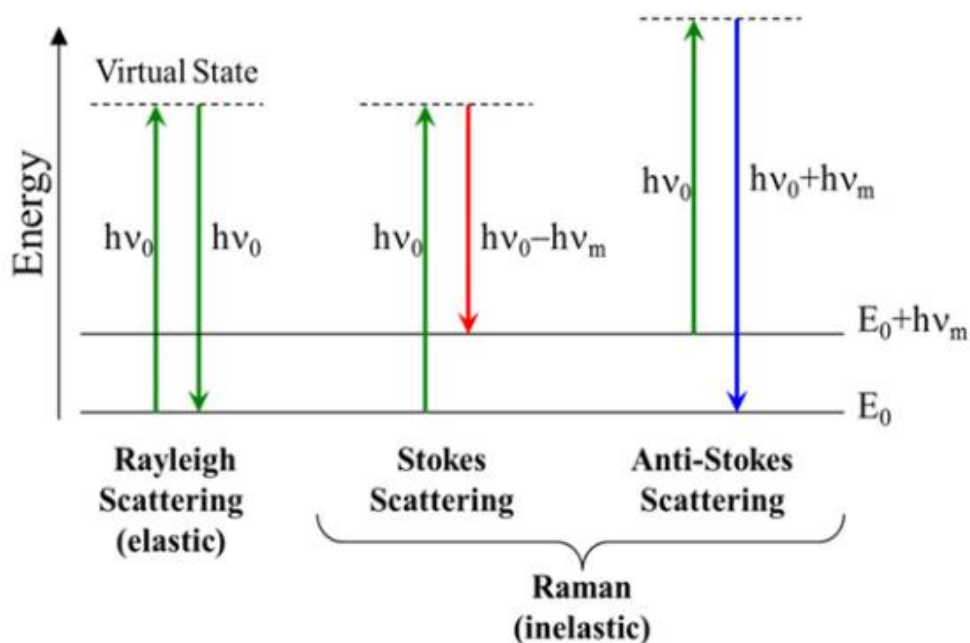 Virtual State
Energy
hν₀
hν₀
hν₀
hν₀–hνₘ
hν₀
hν₀+hνₘ
E₀+hνₘ
E₀
Rayleigh
Scattering
(elastic)
Stokes
Scattering
Anti-Stokes
Scattering
Raman
(inelastic)